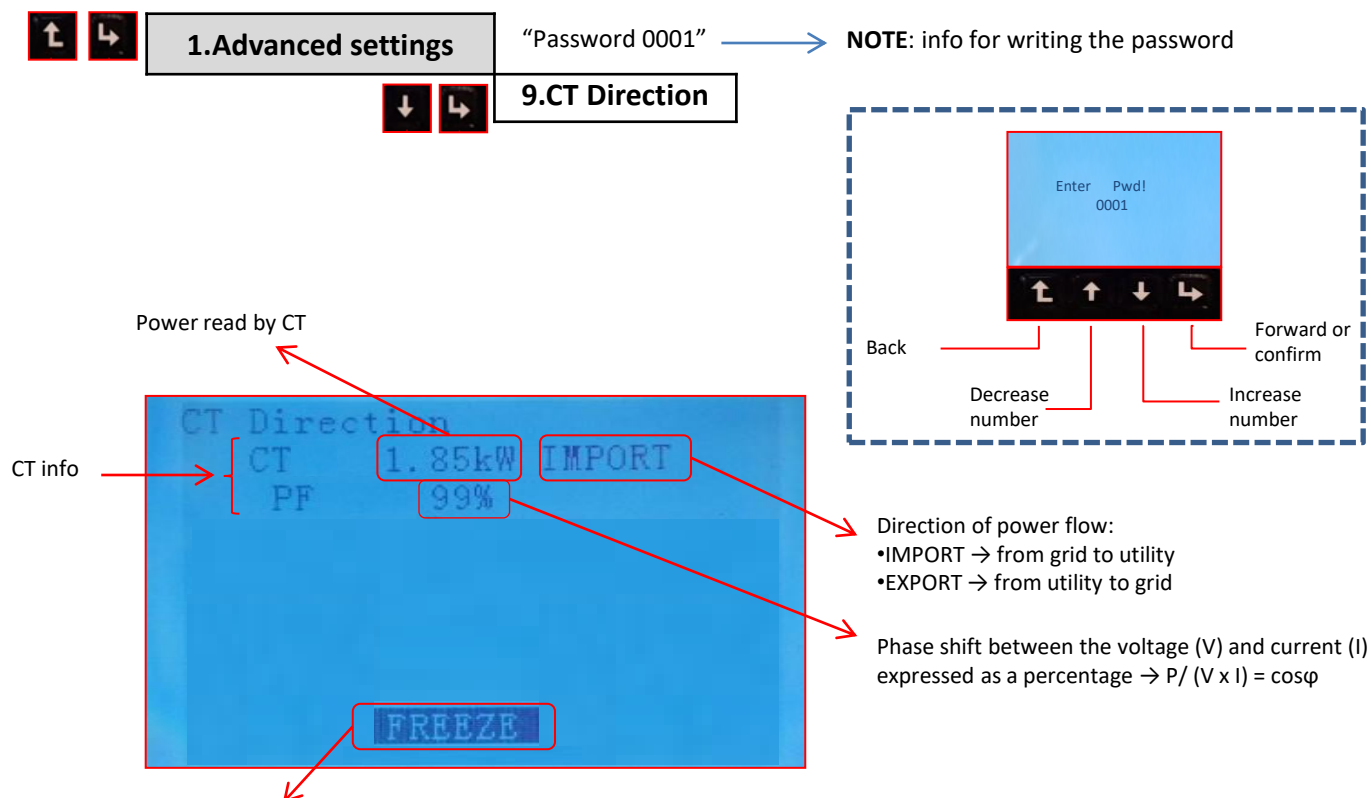 1.Advanced settings
“Password 0001”
NOTE: info for writing the password
9.CT Direction
Enter Pwd!
0001
Back
Forward or
confirm
Decrease
number
Increase
number
Power read by CT
CT Direction
CT 1.85kW IMPORT
PF 99%
CT info
Direction of power flow:
•IMPORT → from grid to utility
•EXPORT → from utility to grid
Phase shift between the voltage (V) and current (I)
expressed as a percentage → P/ (V x I) = cosφ
FREEZE